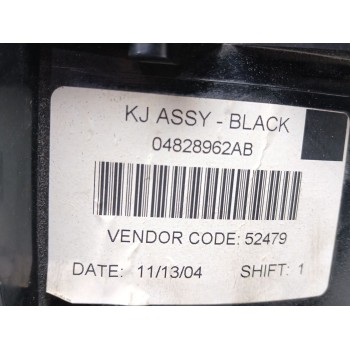 KJ ASSY - BLACK
04828962AB
VENDOR CODE: 52479
DATE: 11/13/04 SHIFT: 1